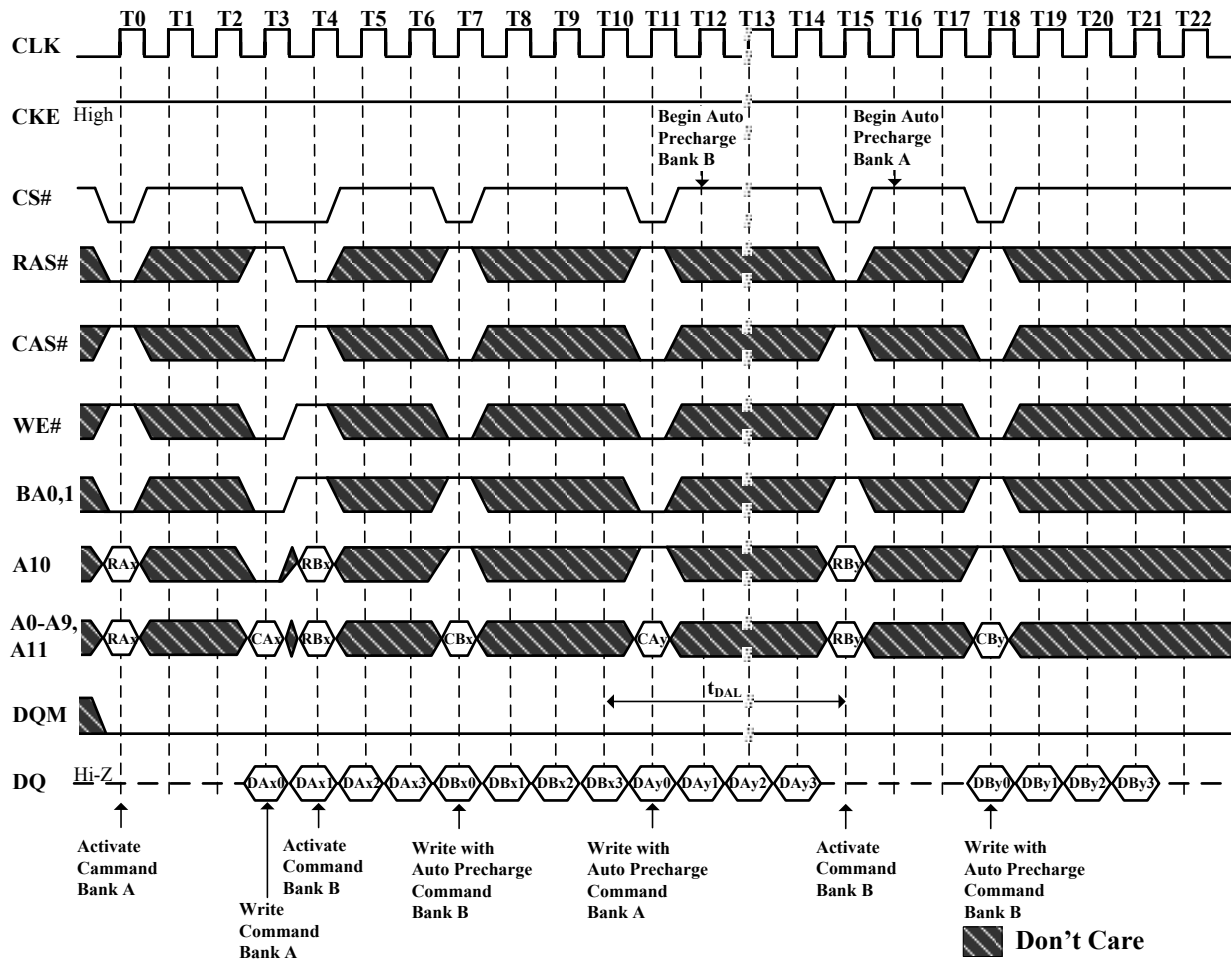 T0 T1 T2 T3 T4 T5 T6 T7 T8 T9 T10 T11 T12 T13 T14 T15 T16 T17 T18 T19 T20 T21 T22
CLK
CKE High
Begin Auto
Precharge
Bank B
Begin Auto
Precharge
Bank A
CS#
RAS#
CAS#
WE#
BA0,1
A10 RAx RBx RBy
A0-A9,
A11
RAx CAx RBx CBx CAy RBy CBy
tDAL
DQM
DQ Hi-Z DAx0 DAx1 DAx2 DAx3 DBx0 DBx1 DBx2 DBx3 DAy0 DAy1 DAy2 DAy3 DBy0 DBy1 DBy2 DBy3
Activate
Cammand
Bank A
Write
Command
Bank A
Activate
Command
Bank B
Write with
Auto Precharge
Command
Bank B
Write with
Auto Precharge
Command
Bank A
Activate
Command
Bank B
Write with
Auto Precharge
Command
Bank B
Don't Care